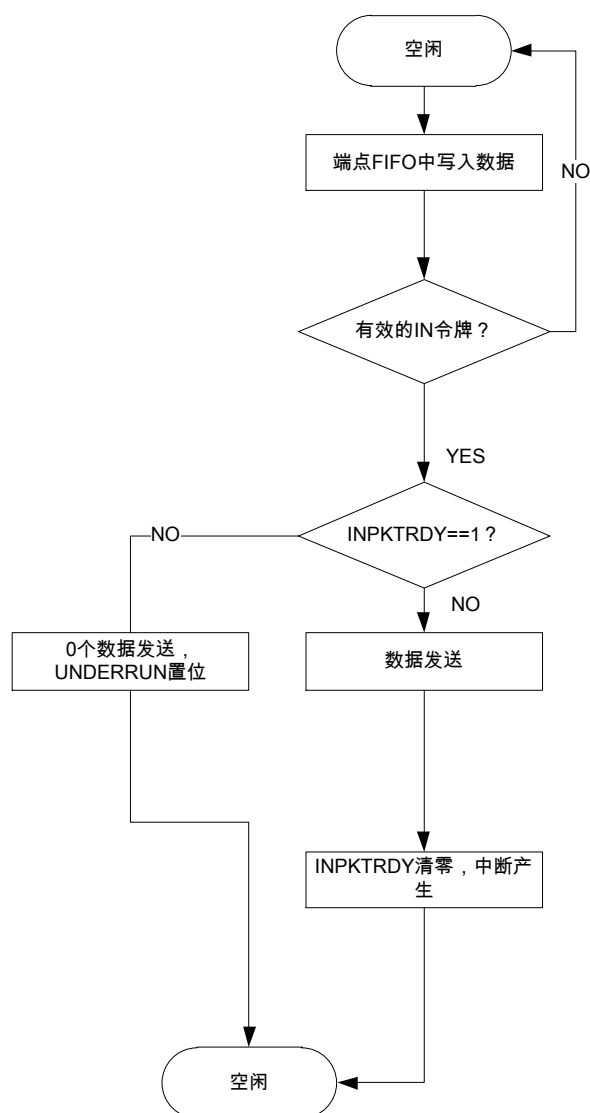 空闲
端点FIFO中写入数据
NO
有效的IN令牌？
YES
INPKTRDY==1？
NO
NO
0个数据发送，
UNDERRUN置位
数据发送
INPKTRDY清零，中断产
生
空闲